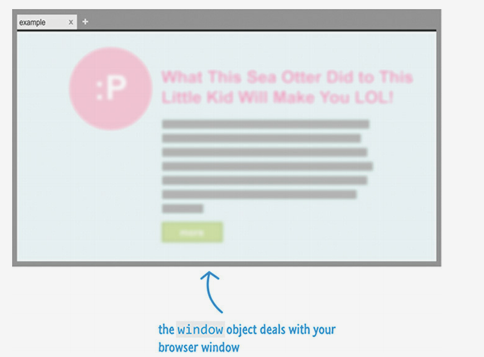 example x +
:P
What This Sea Otter Did to This
Little Kid Will Make You LOL!
more
the window object deals with your
browser window